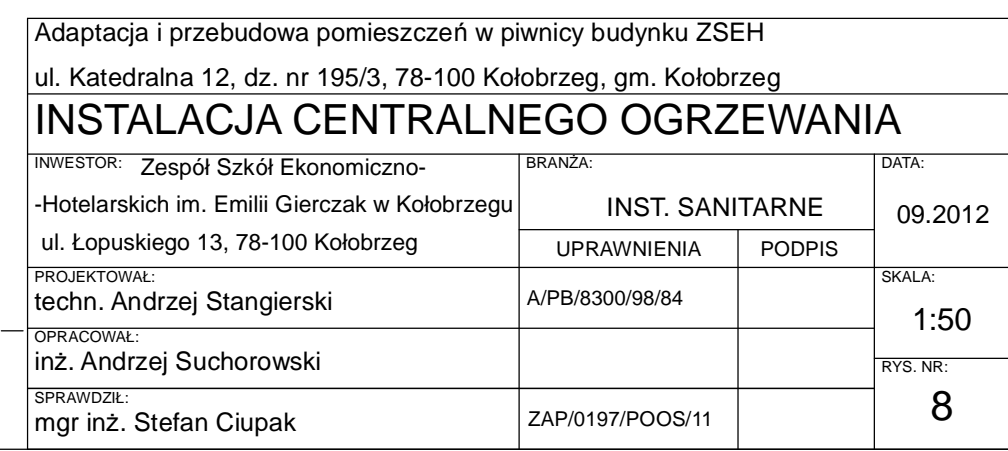 Adaptacja i przebudowa pomieszczeń w piwnicy budynku ZSEH
ul. Katedralna 12, dz. nr 195/3, 78-100 Kołobrzeg, gm. Kołobrzeg
INSTALACJA CENTRALNEGO OGRZEWANIA
INWESTOR: Zespół Szkół Ekonomiczno-
-Hotelarskich im. Emilii Gierczak w Kołobrzegu
ul. Łopuskiego 13, 78-100 Kołobrzeg
BRANŻA:
INST. SANITARNE
UPRAWNIENIA PODPIS
DATA:
09.2012
PROJEKTOWAŁ:
techn. Andrzej Stangierski
A/PB/8300/98/84
SKALA:
1:50
OPRACOWAŁ:
inż. Andrzej Suchorowski
RYS. NR:
8
SPRAWDZIŁ:
mgr inż. Stefan Ciupak
ZAP/0197/POOS/11